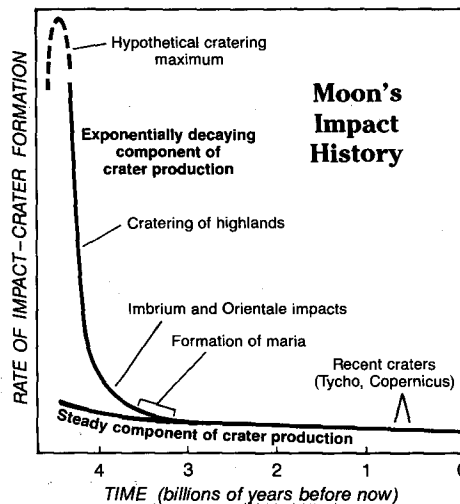 Hypothetical cratering
maximum
Moon's
Impact
History
Exponentially decaying
component of
crater production
Cratering of highlands
Imbrium and Orientale impacts
Formation of maria
Recent craters
(Tycho, Copernicus)
Steady component of crater production
RATE OF IMPACT-CRATER FORMATION
4 3 2 1 0
TIME (billions of years before now)